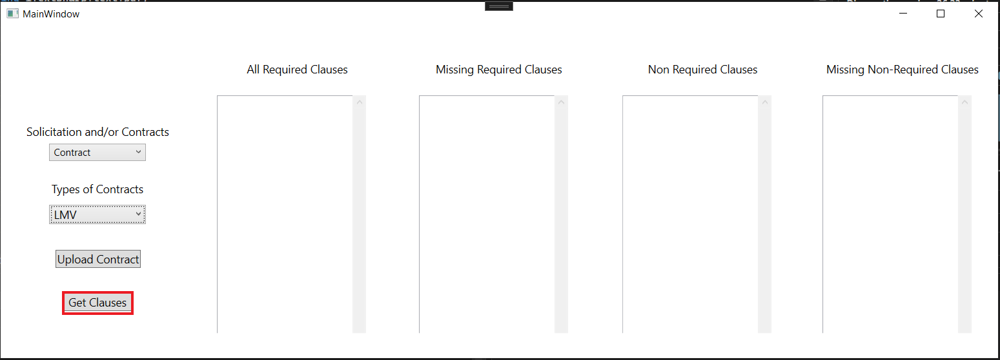 MainWindow
All Required Clauses
Missing Required Clauses
Non Required Clauses
Missing Non-Required Clauses
Solicitation and/or Contracts
Contract
Types of Contracts
LMV
Upload Contract
Get Clauses